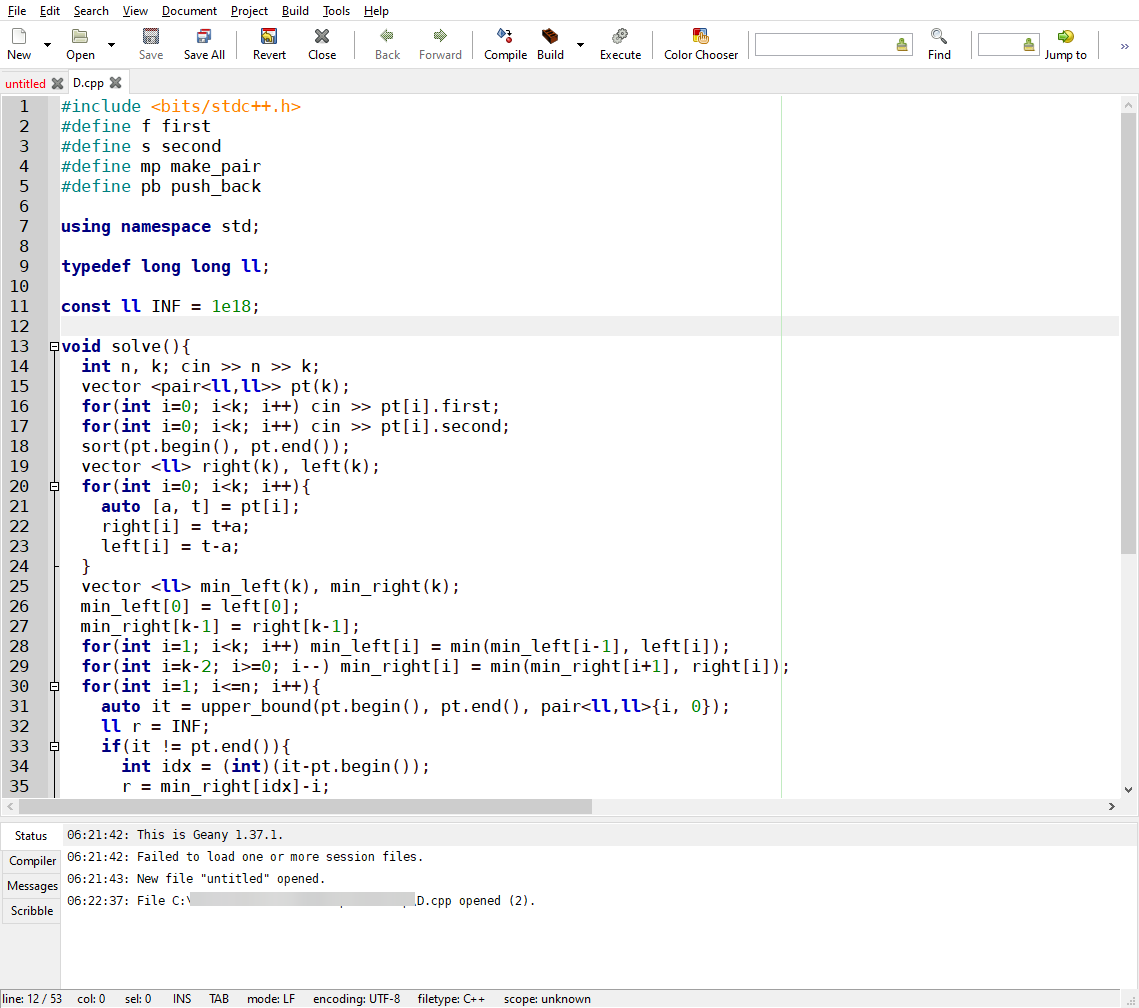 File Edit Search View Document Project Build Tools Help
New Open Save Save All Revert Close Back Forward Compile Build Execute Color Chooser Find Jump to »
untitled D.cpp
1 #include <bits/stdc++.h>
2 #define f first
3 #define s second
4 #define mp make_pair
5 #define pb push_back
6
7 using namespace std;
8
9 typedef long long ll;
10
11 const ll INF = 1e18;
12
13 void solve(){
14   int n, k; cin >> n >> k;
15   vector <pair<ll,ll>> pt(k);
16   for(int i=0; i<k; i++) cin >> pt[i].first;
17   for(int i=0; i<k; i++) cin >> pt[i].second;
18   sort(pt.begin(), pt.end());
19   vector <ll> right(k), left(k);
20   for(int i=0; i<k; i++){
21     auto [a, t] = pt[i];
22     right[i] = t+a;
23     left[i] = t-a;
24   }
25   vector <ll> min_left(k), min_right(k);
26   min_left[0] = left[0];
27   min_right[k-1] = right[k-1];
28   for(int i=1; i<k; i++) min_left[i] = min(min_left[i-1], left[i]);
29   for(int i=k-2; i>=0; i--) min_right[i] = min(min_right[i+1], right[i]);
30   for(int i=1; i<=n; i++){
31     auto it = upper_bound(pt.begin(), pt.end(), pair<ll,ll>{i, 0});
32     ll r = INF;
33     if(it != pt.end()){
34       int idx = (int)(it-pt.begin());
35       r = min_right[idx]-i;
Status
Compiler
Messages
Scribble
06:21:42: This is Geany 1.37.1.
06:21:42: Failed to load one or more session files.
06:21:43: New file "untitled" opened.
06:22:37: File C:\ D.cpp opened (2).
line: 12 / 53 col: 0 sel: 0 INS TAB mode: LF encoding: UTF-8 filetype: C++ scope: unknown